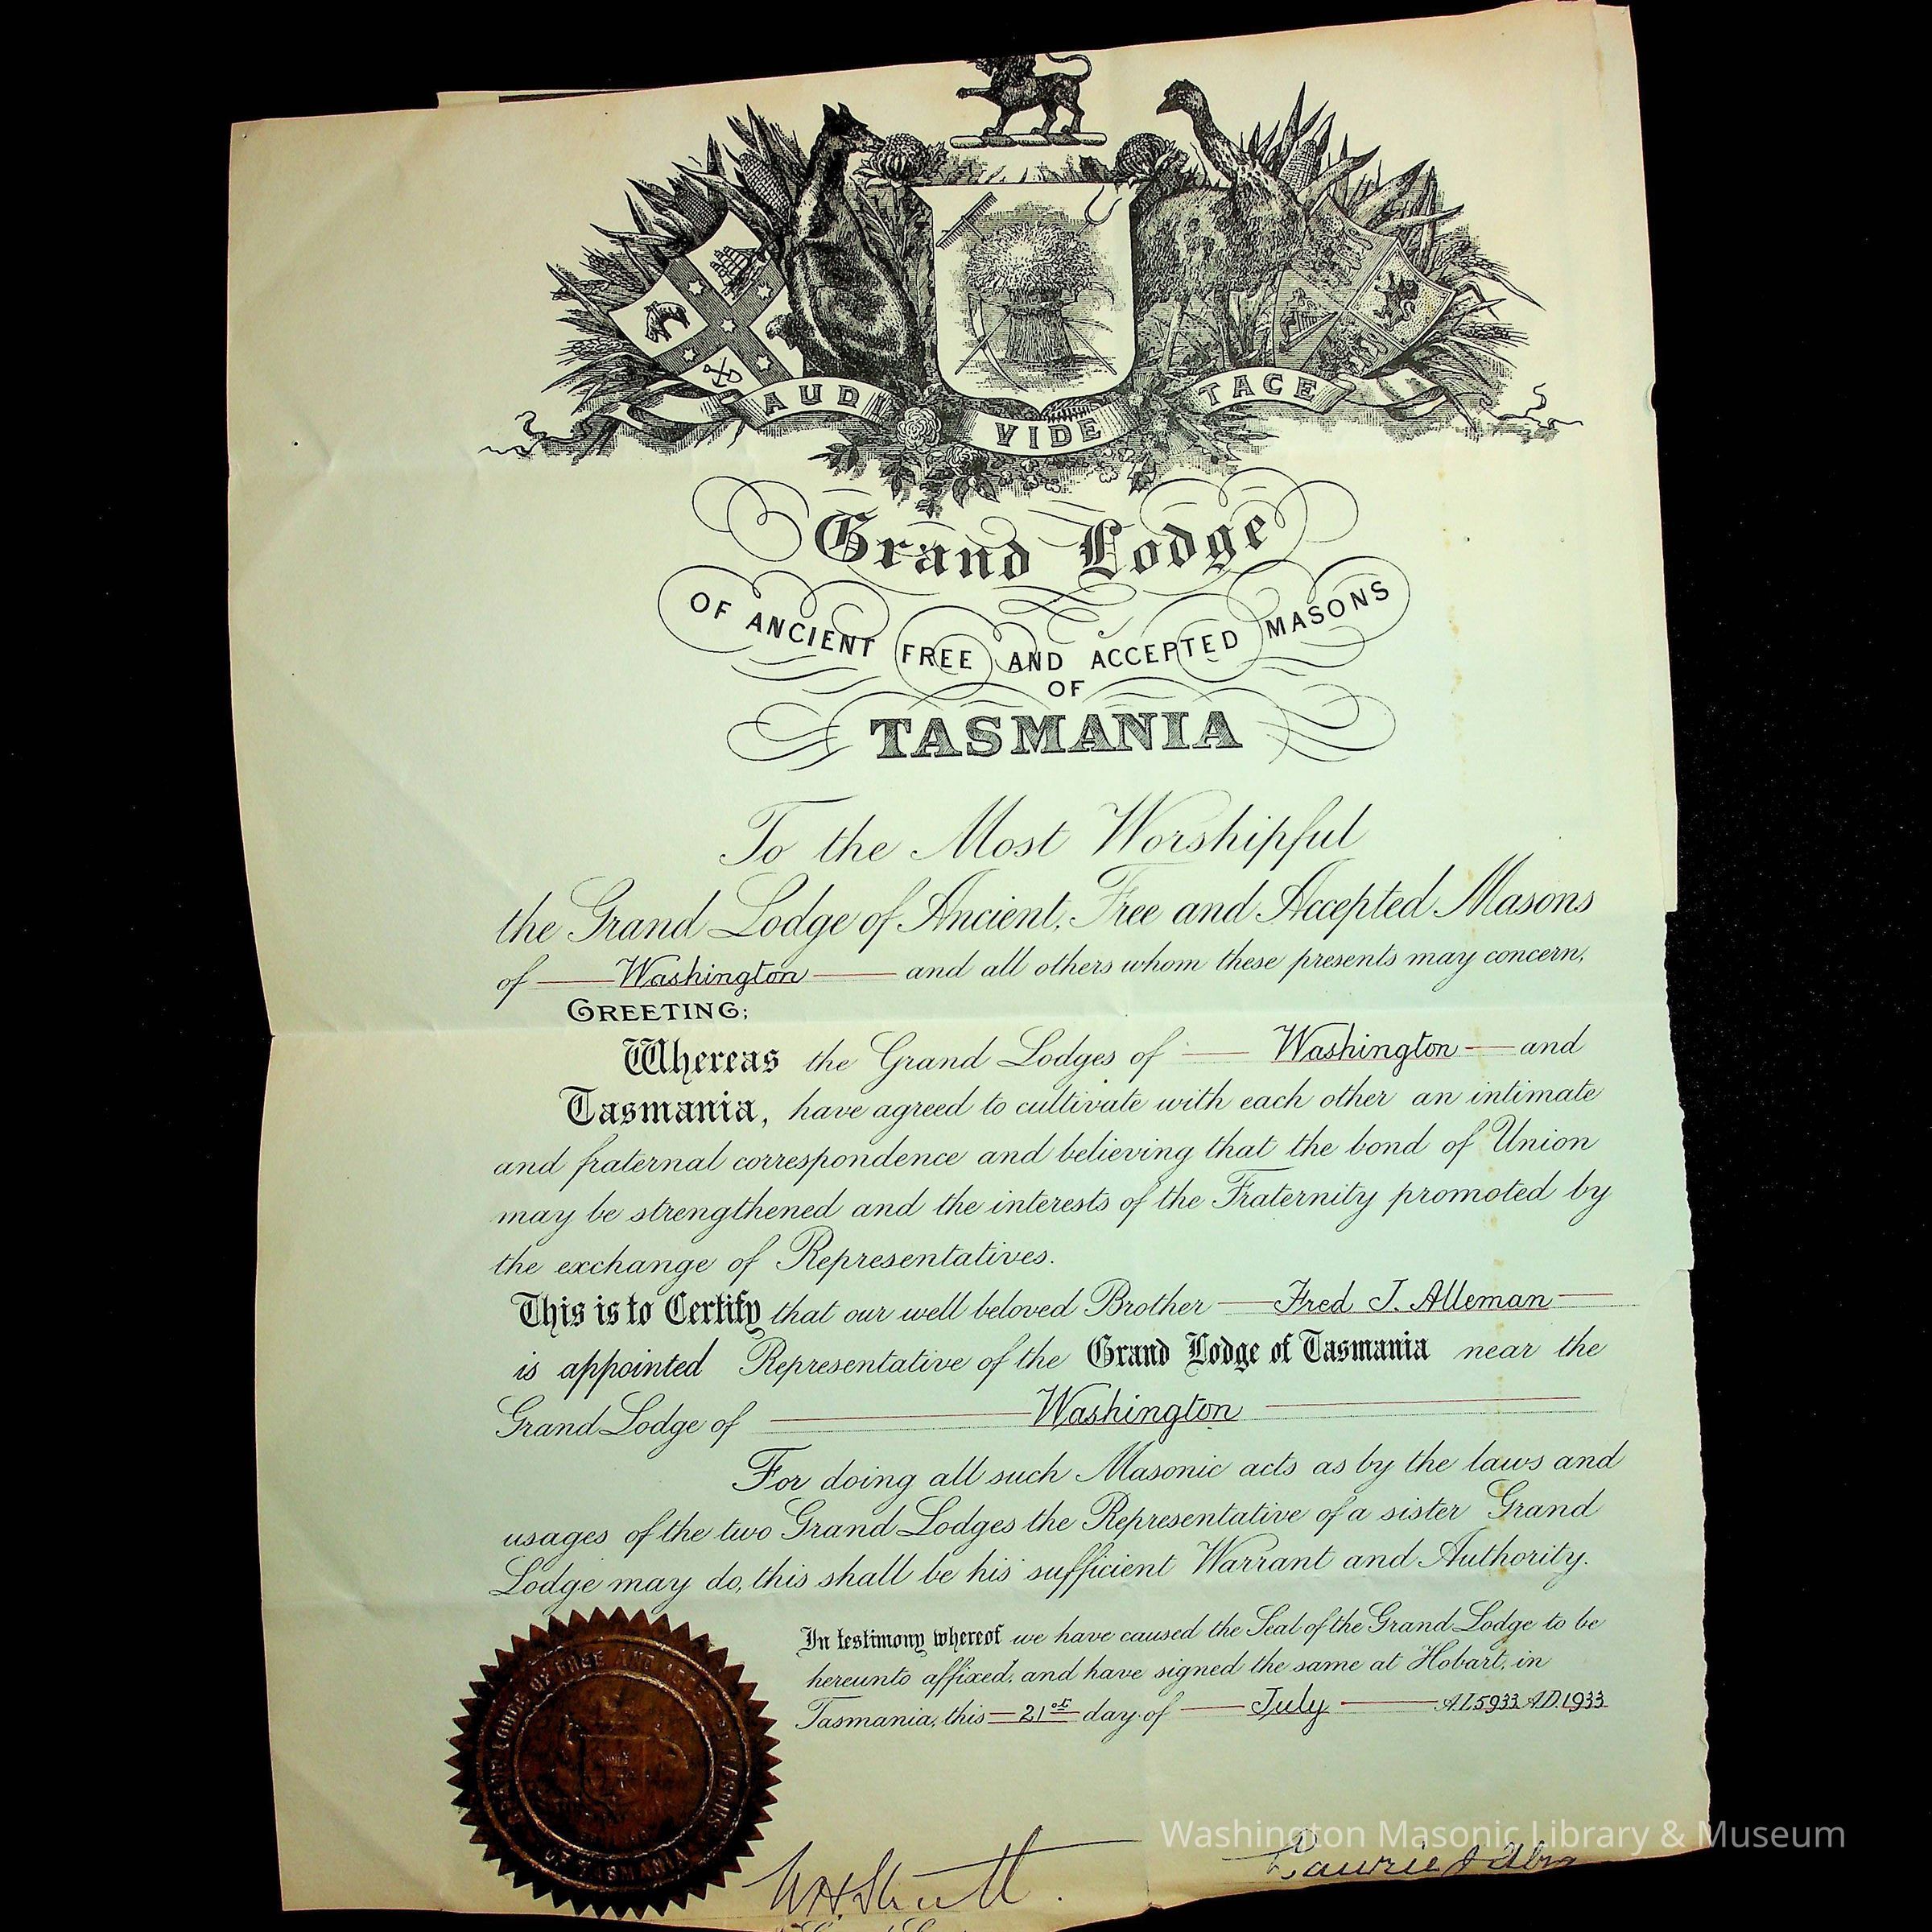 AUDI VIDE TACE
Grand Lodge
OF ANCIENT FREE AND ACCEPTED MASONS
OF
TASMANIA
To the Most Worshipful
the Grand Lodge of Ancient, Free and Accepted Masons
of Washington and all others whom these presents may concern,
GREETING;
Whereas the Grand Lodges of Washington and
Tasmania, have agreed to cultivate with each other an intimate
and fraternal correspondence and believing that the bond of Union
may be strengthened and the interests of the Fraternity promoted by
the exchange of Representatives.
This is to Certify that our well beloved Brother Fred J. Alleman
is appointed Representative of the Grand Lodge of Tasmania near the
Grand Lodge of Washington
For doing all such Masonic acts as by the laws and
usages of the two Grand Lodges the Representative of a sister Grand
Lodge may do, this shall be his sufficient Warrant and Authority.
In testimony whereof we have caused the Seal of the Grand Lodge to be
hereunto affixed, and have signed the same at Hobart, in
Tasmania, this 21st day of July A.L.5933 A.D.1933
GRAND LODGE OF FREE AND MASONS
OF TASMANIA
Washington Masonic Library & Museum
Laurie